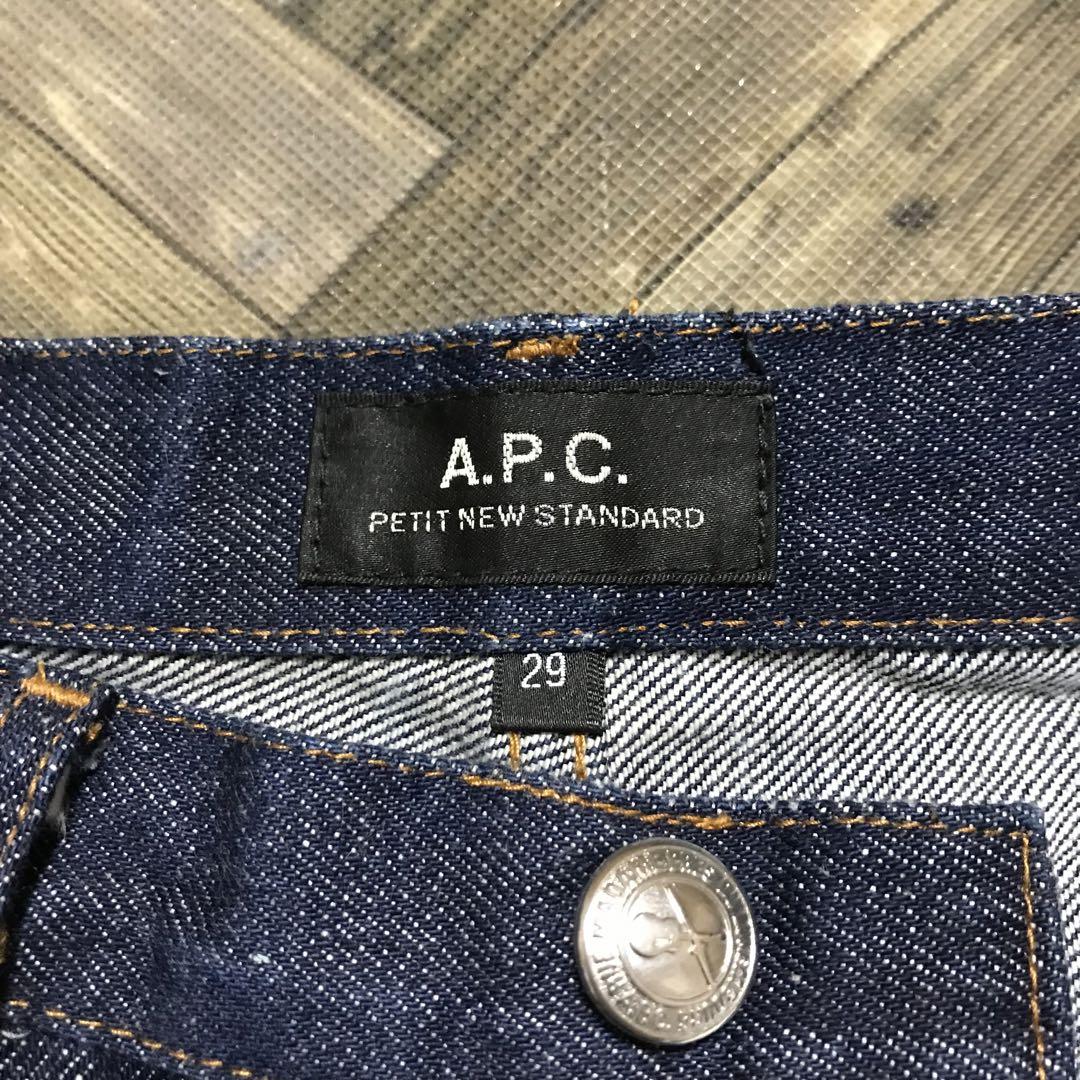 A.P.C.
PETIT NEW STANDARD
29